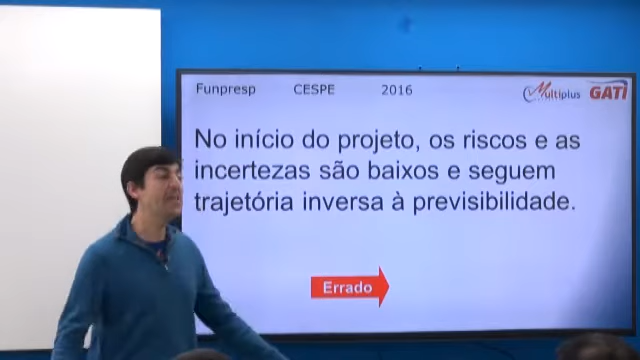 Funpresp CESPE 2016 Multiplus GATI
No início do projeto, os riscos e as
incertezas são baixos e seguem
trajetória inversa à previsibilidade.
Errado